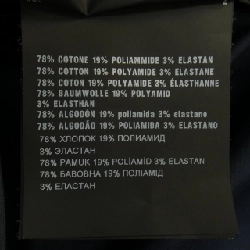 78% COTONE 19% POLIAMMIDE 3% ELASTAN
78% COTTON 19% POLYAMIDE 3% ELASTANE
78% COTON 19% POLYAMIDE 3% ÉLASTHANNE
78% BAUMWOLLE 19% POLYAMID
3% ELASTHAN
78% ALGODÓN 19% poliamida 3% elastano
78% ALGODÃO 19% POLIAMIDA 3% ELASTANO
78% ХЛОПОК 19% ПОЛИАМИД
3% ЭЛАСТАН
78% PAMUK 19% POLİAMİD 3% ELASTAN
78% БАВОВНА 19% ПОЛІАМІД
3% ЕЛАСТАН